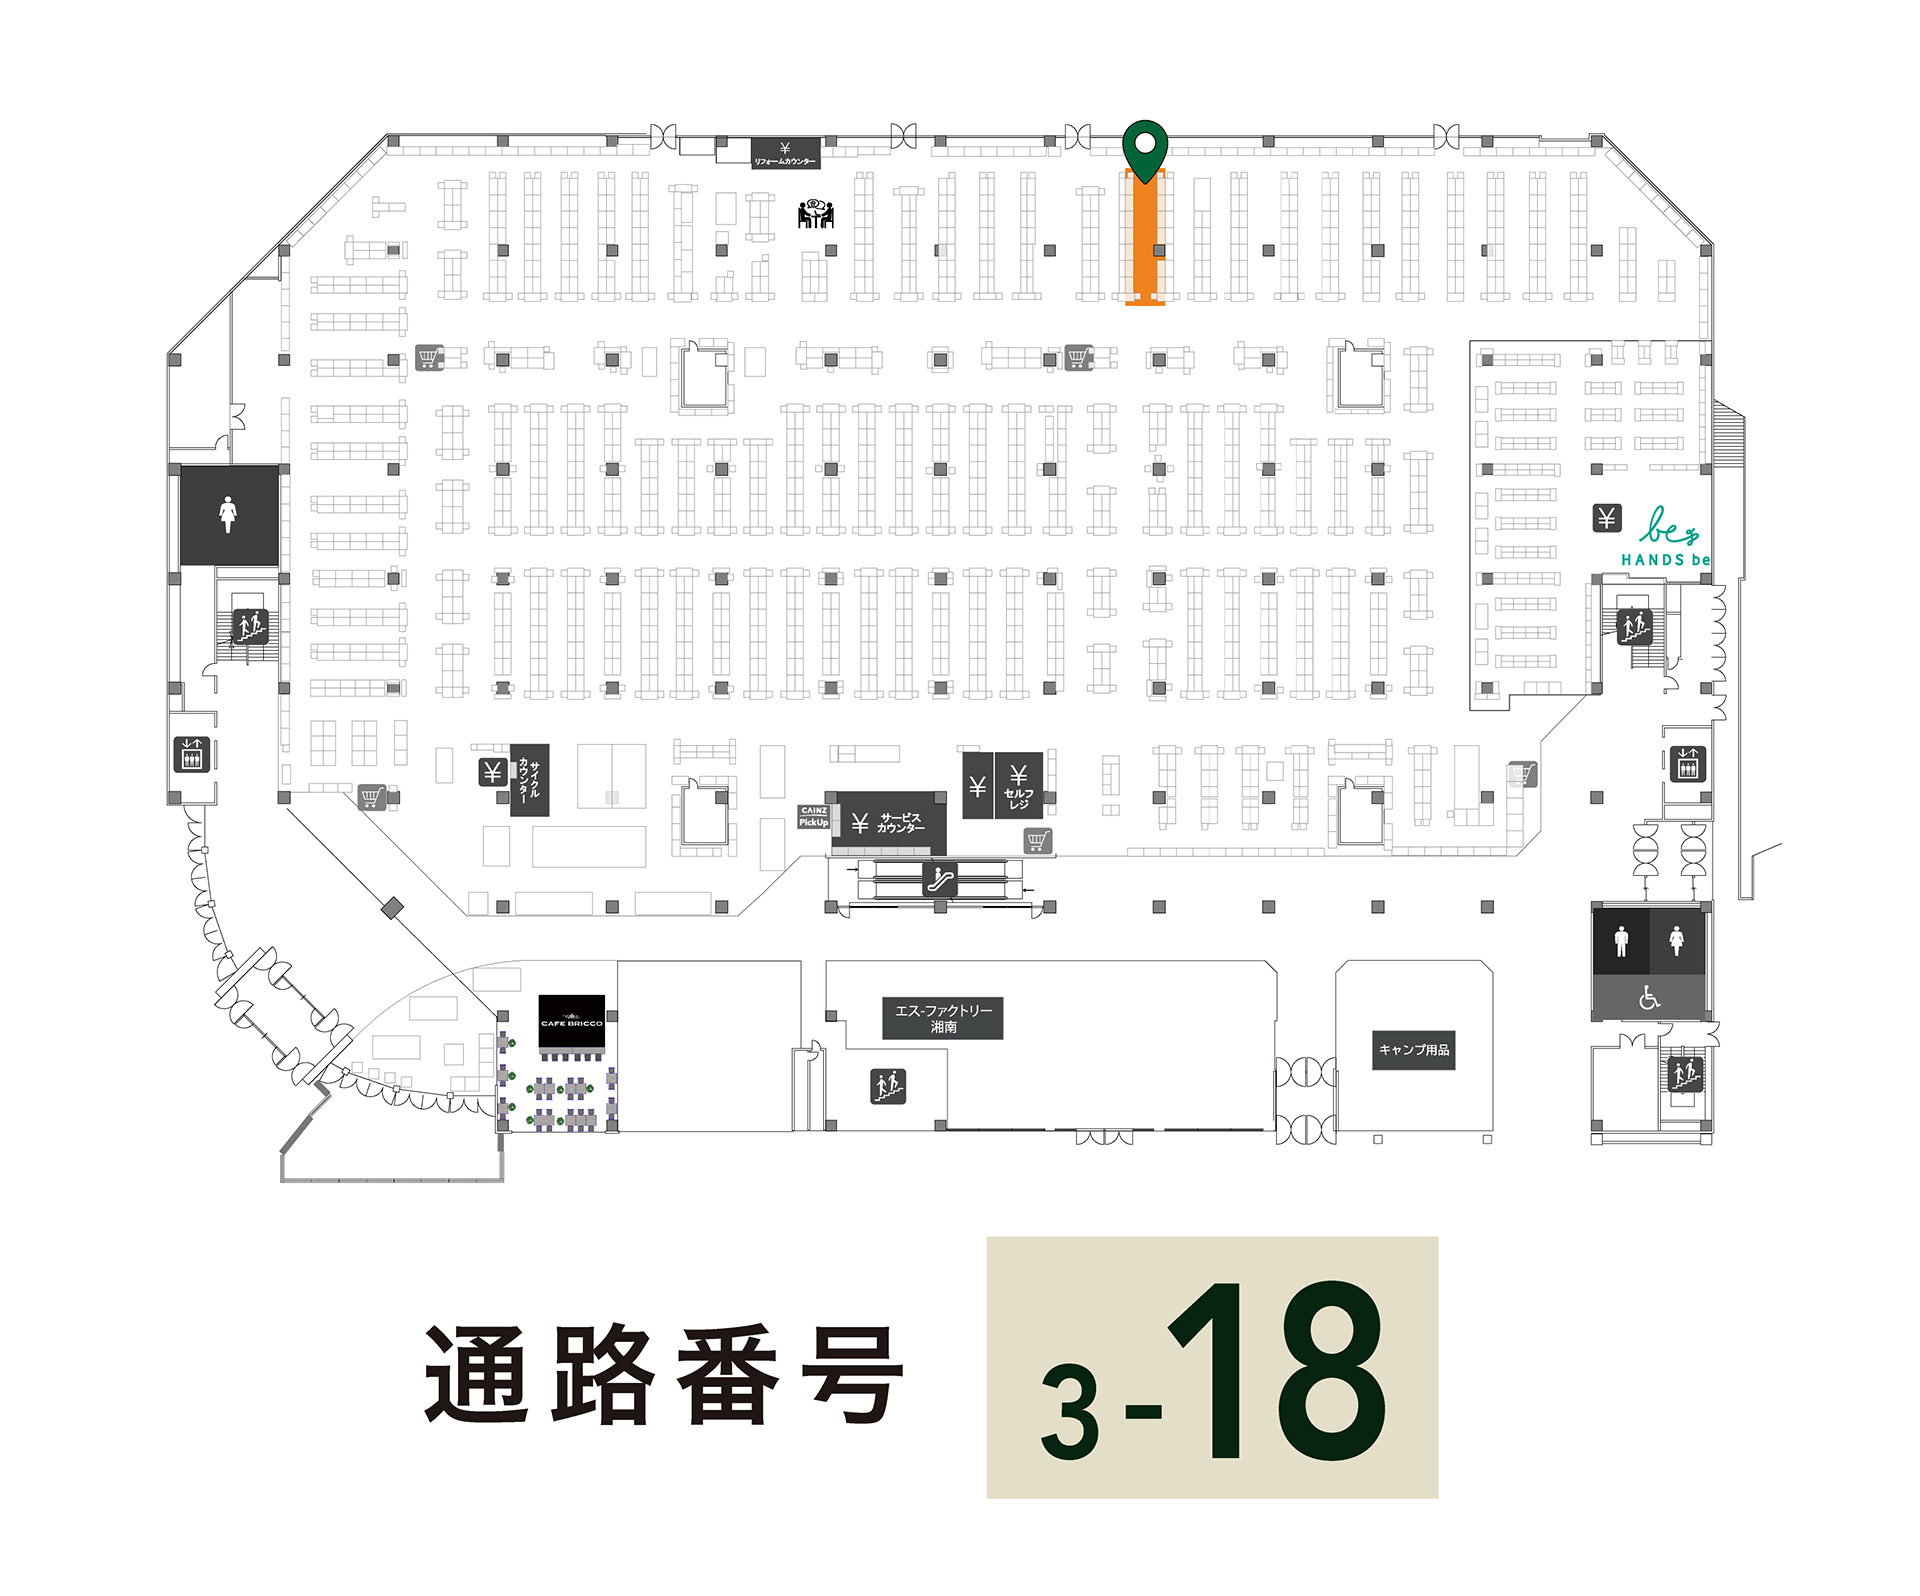 ¥
リフォームカウンター
¥
be
HANDS be
¥
サイクル
カウンター
¥
¥
セルフ
レジ
CAINZ
PickUp
¥
サービス
カウンター
CAFE BRICCO
エス-ファクトリー
湘南
キャンプ用品
通路番号
3-18